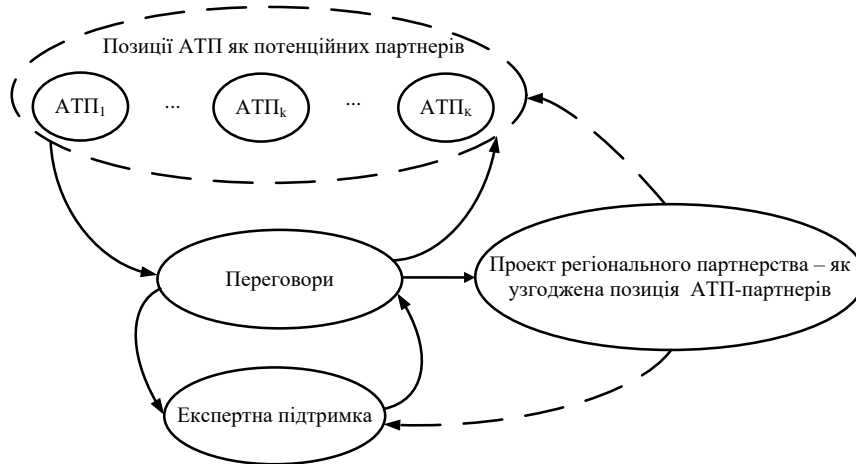 Позиції АТП як потенційних партнерів
АТП1 ... АТПk ... АТПK
Переговори
Проект регіонального партнерства – як
узгоджена позиція АТП-партнерів
Експертна підтримка